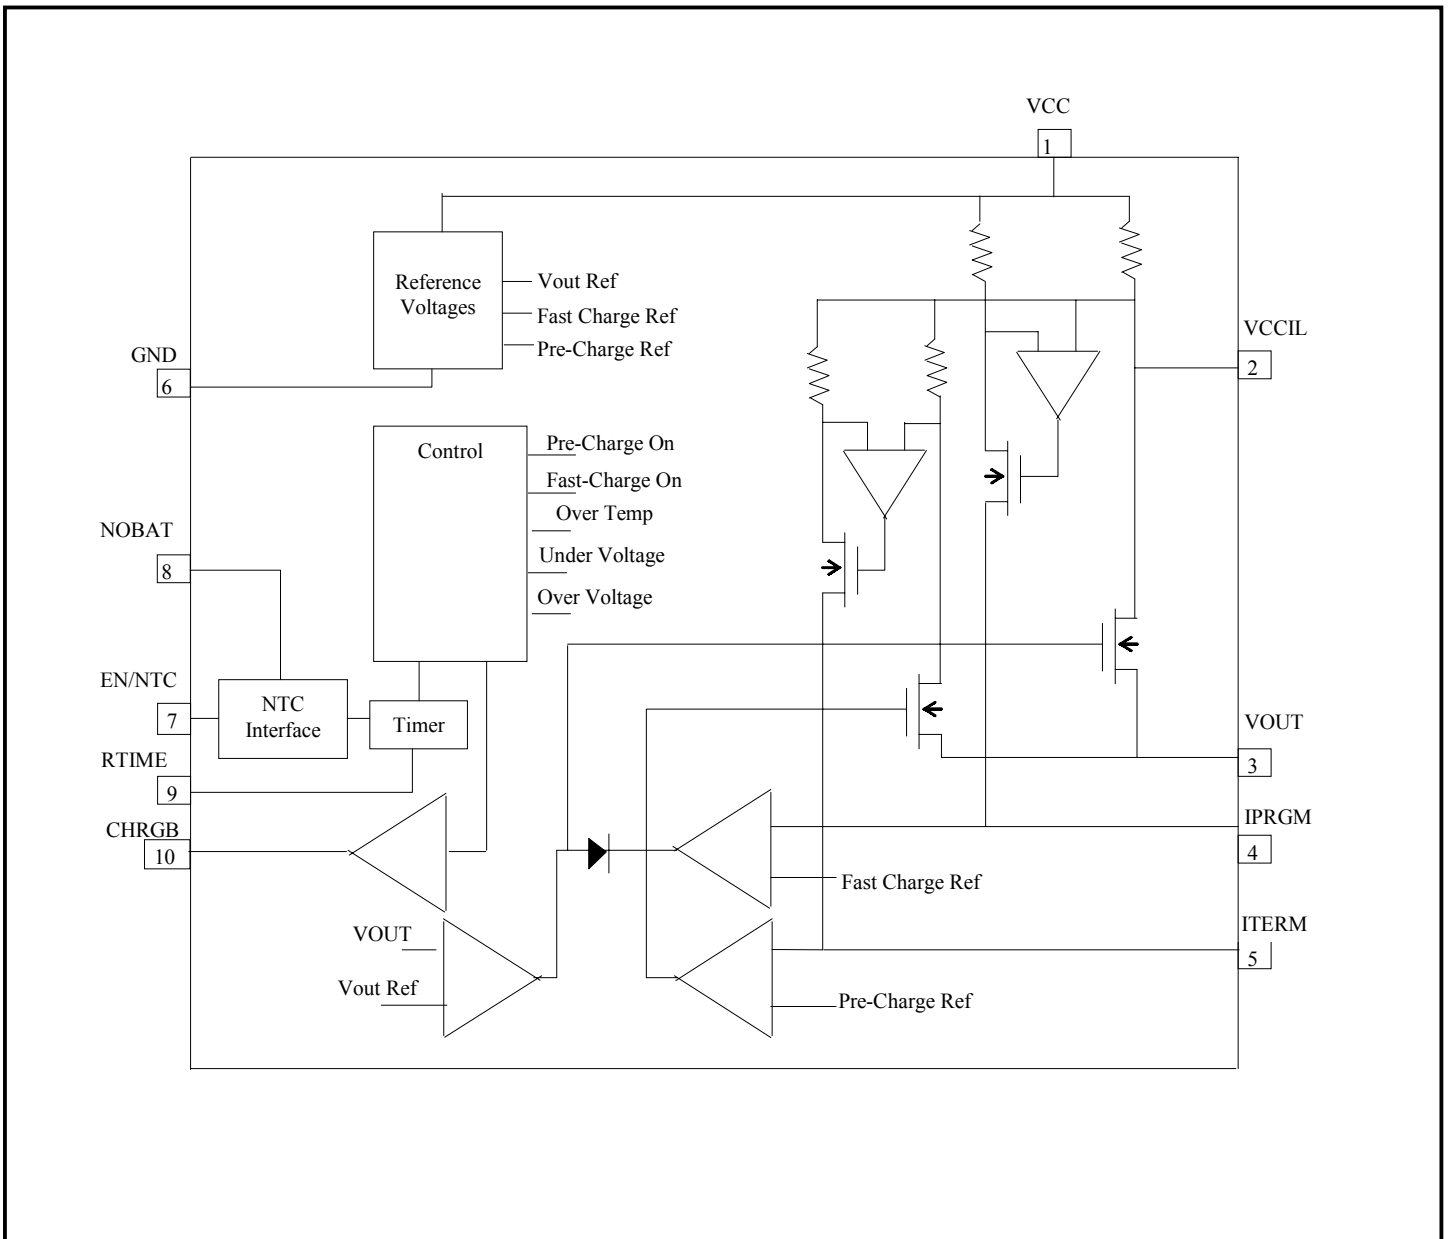 VCC
1
Reference
Voltages
Vout Ref
Fast Charge Ref
Pre-Charge Ref
VCCIL
2
GND
6
Control
Pre-Charge On
Fast-Charge On
Over Temp
Under Voltage
Over Voltage
NOBAT
8
EN/NTC
7
NTC
Interface
Timer
VOUT
3
RTIME
9
CHRGB
10
IPRGM
4
Fast Charge Ref
VOUT
Vout Ref
ITERM
5
Pre-Charge Ref